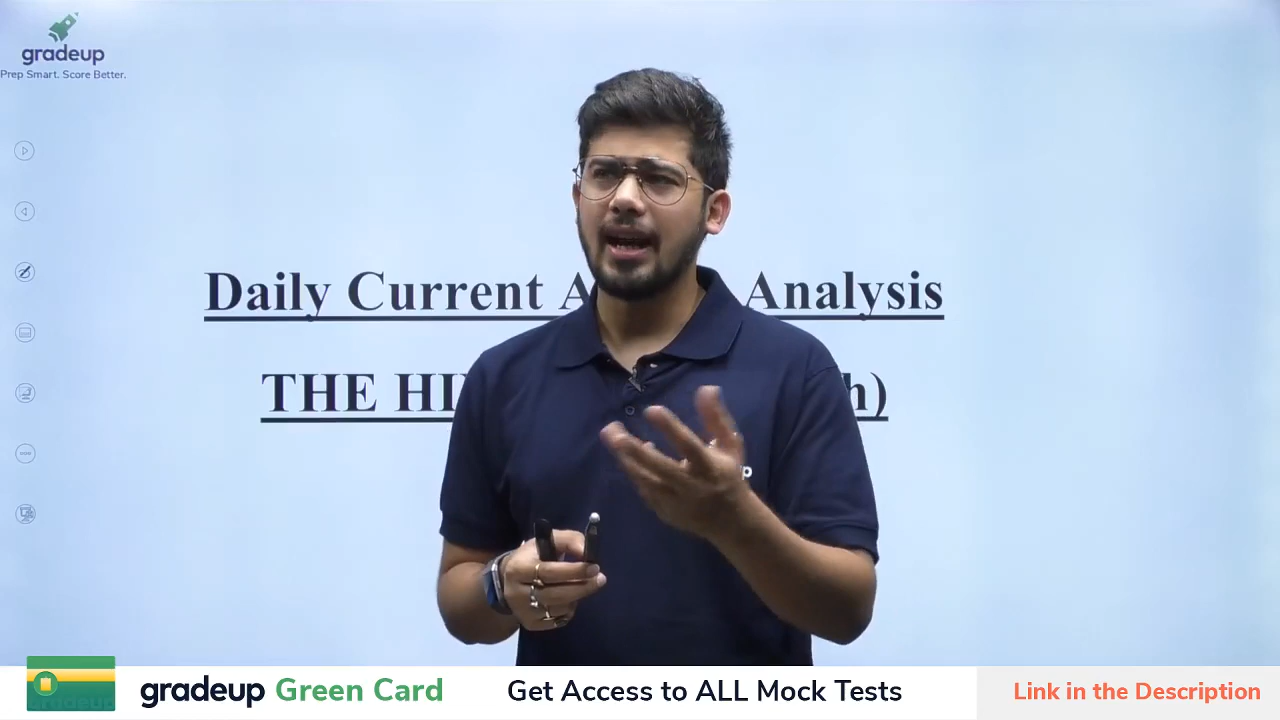 gradeup
Prep Smart. Score Better.
Daily Current A Analysis
THE HI h)
p
gradeup Green Card Get Access to ALL Mock Tests Link in the Description